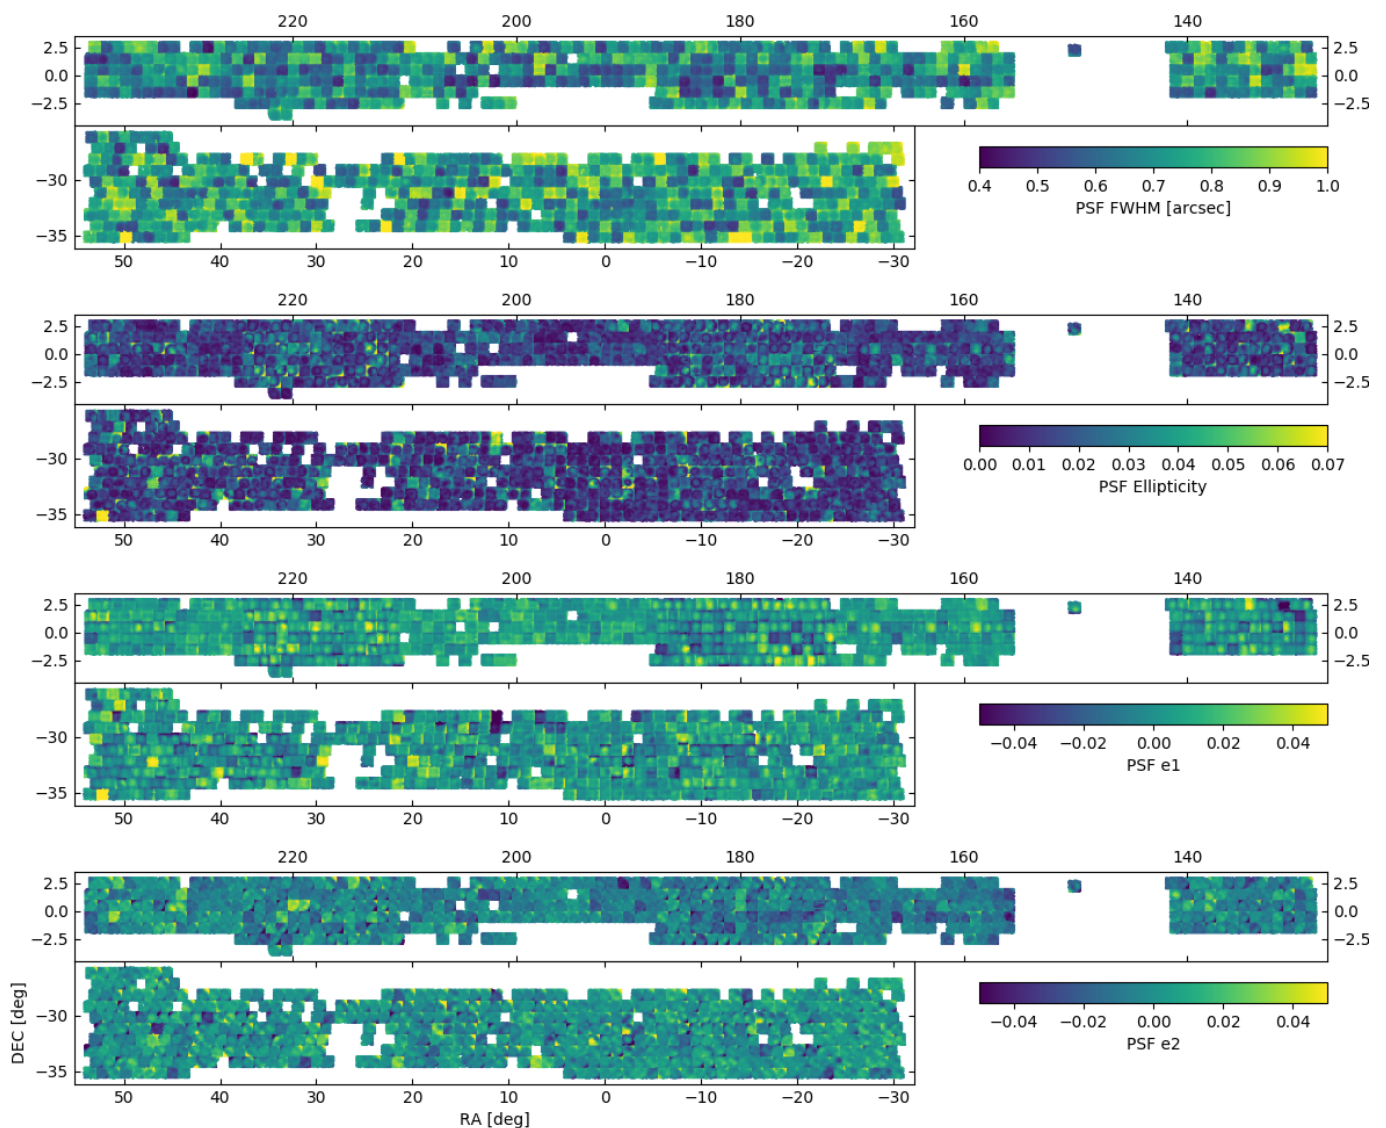 220 200 180 160 140
2.5 2.5
0.0 0.0
−2.5 −2.5
−30
−35
50 40 30 20 10 0 −10 −20 −30
0.4 0.5 0.6 0.7 0.8 0.9 1.0
PSF FWHM [arcsec]
220 200 180 160 140
2.5 2.5
0.0 0.0
−2.5 −2.5
−30
−35
50 40 30 20 10 0 −10 −20 −30
0.00 0.01 0.02 0.03 0.04 0.05 0.06 0.07
PSF Ellipticity
220 200 180 160 140
2.5 2.5
0.0 0.0
−2.5 −2.5
−30
−35
50 40 30 20 10 0 −10 −20 −30
−0.04 −0.02 0.00 0.02 0.04
PSF e1
220 200 180 160 140
2.5 2.5
0.0 0.0
−2.5 −2.5
−30
−35
50 40 30 20 10 0 −10 −20 −30
−0.04 −0.02 0.00 0.02 0.04
PSF e2
DEC [deg]
RA [deg]